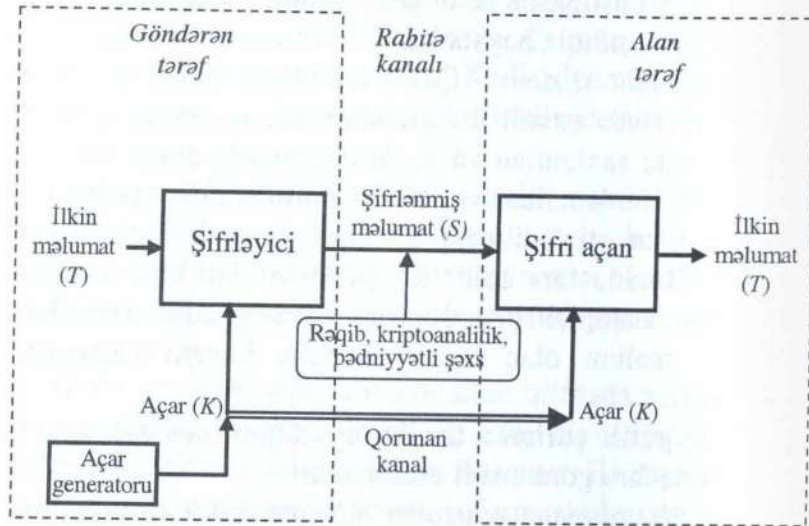 Göndərən
tərəf
Rabitə
kanalı
Alan
tərəf
İlkin
məlumat
(T)
Şifrləyici
Şifrlənmiş
məlumat (S)
Şifri açan
İlkin
məlumat
(T)
Rəqib, kriptoanalitik,
bədniyyətli şəxs
Açar (K)
Açar (K)
Qorunan
kanal
Açar
generatoru